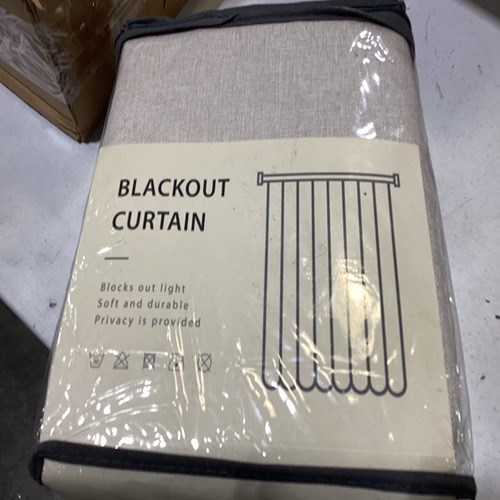 BLACKOUT
CURTAIN
Blocks out light
Soft and durable
Privacy is provided